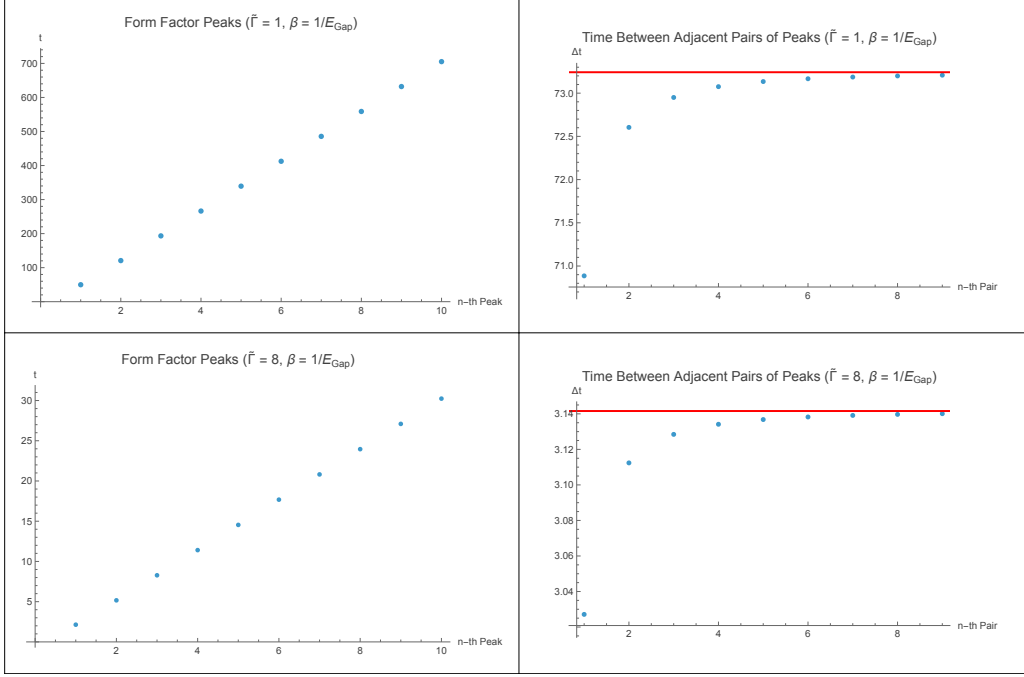 Form Factor Peaks (Γ̃ = 1, β = 1/E_Gap)
t
700
600
500
400
300
200
100
2 4 6 8 10
n-th Peak
Time Between Adjacent Pairs of Peaks (Γ̃ = 1, β = 1/E_Gap)
Δt
73.0
72.5
72.0
71.5
71.0
2 4 6 8
n-th Pair
Form Factor Peaks (Γ̃ = 8, β = 1/E_Gap)
t
30
25
20
15
10
5
2 4 6 8 10
n-th Peak
Time Between Adjacent Pairs of Peaks (Γ̃ = 8, β = 1/E_Gap)
Δt
3.14
3.12
3.10
3.08
3.06
3.04
2 4 6 8
n-th Pair